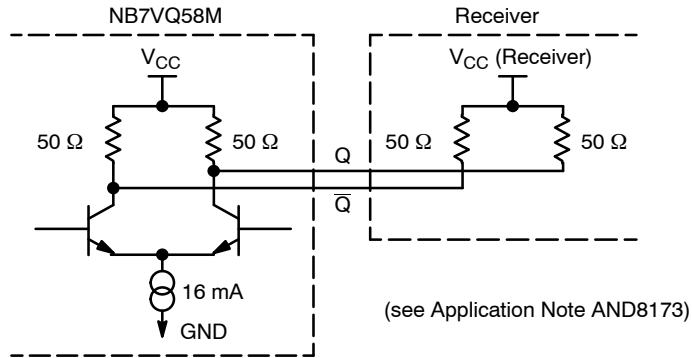 NB7VQ58M
Receiver
VCC
VCC (Receiver)
50 Ω
50 Ω
50 Ω
50 Ω
Q
Q̅
16 mA
GND
(see Application Note AND8173)